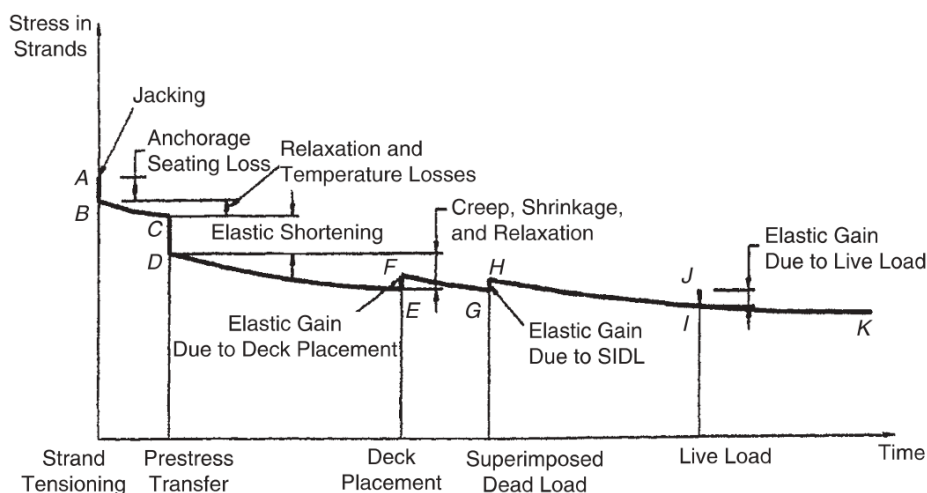 Stress in
Strands
Jacking
Anchorage
Seating Loss
Relaxation and
Temperature Losses
A
B
C
D
Elastic Shortening
Creep, Shrinkage,
and Relaxation
F
E
H
G
Elastic Gain
Due to Live Load
J
I
K
Elastic Gain
Due to Deck Placement
Elastic Gain
Due to SIDL
Time
Strand
Tensioning
Prestress
Transfer
Deck
Placement
Superimposed
Dead Load
Live Load